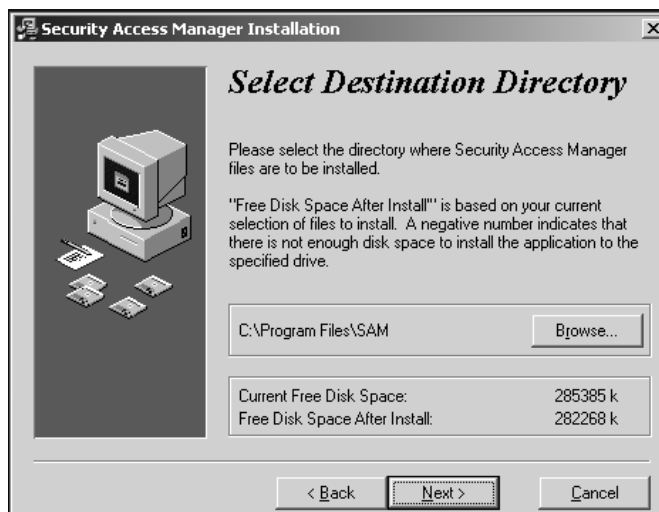 Security Access Manager Installation
Select Destination Directory
Please select the directory where Security Access Manager
files are to be installed.
"Free Disk Space After Install"' is based on your current
selection of files to install. A negative number indicates that
there is not enough disk space to install the application to the
specified drive.
C:\Program Files\SAM
Browse...
Current Free Disk Space: 285385 k
Free Disk Space After Install: 282268 k
< Back
Next >
Cancel